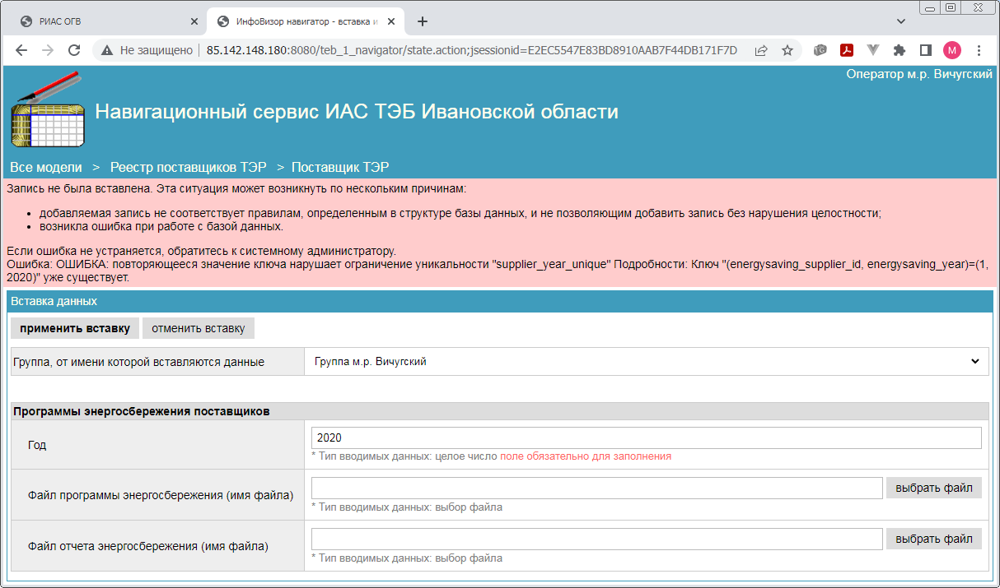 РИАС ОГВ
ИнфоВизор навигатор - вставка и
Не защищено
85.142.148.180:8080/teb_1_navigator/state.action;jsessionid=E2EC5547E83BD8910AAB7F44DB171F7D
M
Оператор м.р. Вичугский
Навигационный сервис ИАС ТЭБ Ивановской области
Все модели > Реестр поставщиков ТЭР > Поставщик ТЭР
Запись не была вставлена. Эта ситуация может возникнуть по нескольким причинам:
• добавляемая запись не соответствует правилам, определенным в структуре базы данных, и не позволяющим добавить запись без нарушения целостности;
• возникла ошибка при работе с базой данных.
Если ошибка не устраняется, обратитесь к системному администратору.
Ошибка: ОШИБКА: повторяющееся значение ключа нарушает ограничение уникальности "supplier_year_unique" Подробности: Ключ "(energysaving_supplier_id, energysaving_year)=(1,
2020)" уже существует.
Вставка данных
применить вставку отменить вставку
Группа, от имени которой вставляются данные
Группа м.р. Вичугский
Программы энергосбережения поставщиков
Год
2020
* Тип вводимых данных: целое число поле обязательно для заполнения
Файл программы энергосбережения (имя файла)
выбрать файл
* Тип вводимых данных: выбор файла
Файл отчета энергосбережения (имя файла)
выбрать файл
* Тип вводимых данных: выбор файла